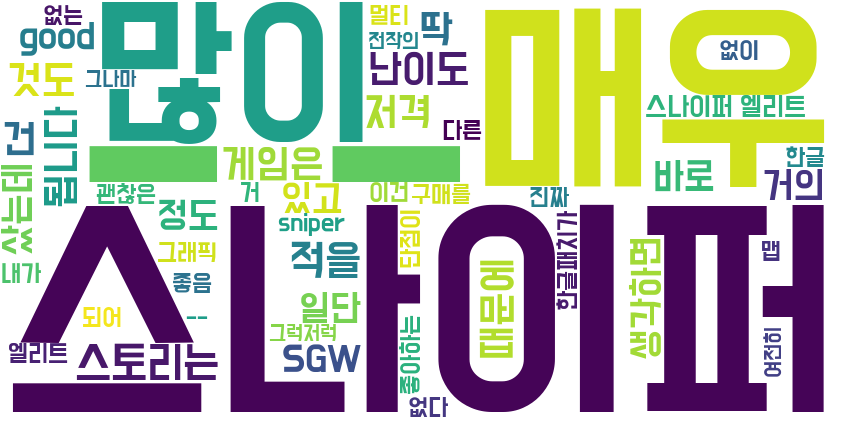 없는
멀티
good
많이
매우
딱
전작의
없이
것도
그나마
난이도
저격
스나이퍼 엘리트
건
다른
됩니다
게임은
한글
바로
거의
샀는데
괜찮은
거
있고
이건
구매를
진짜
정도
sniper
단점이
한글패치가
그래픽
적을
맵
내가
좋음
때문에
생각하면
스나이퍼
일단
되어
--
그럭저럭
엘리트
스토리는
SGW
좋아하는
여전히
없다